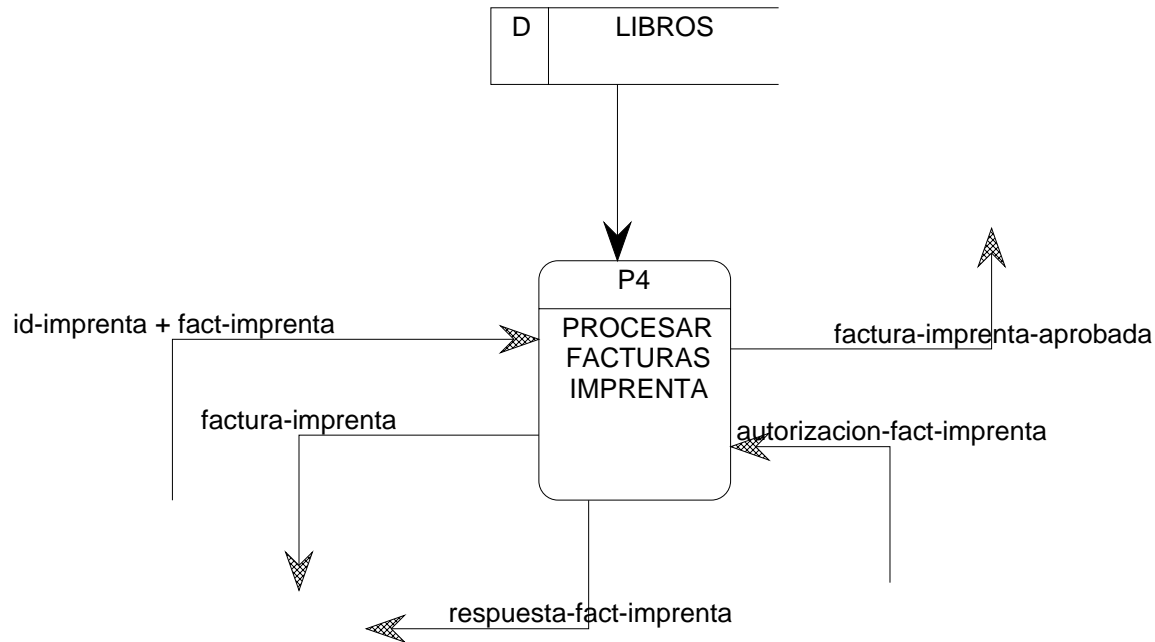 D LIBROS
P4
PROCESAR
FACTURAS
IMPRENTA
id-imprenta + fact-imprenta
factura-imprenta-aprobada
factura-imprenta
autorizacion-fact-imprenta
respuesta-fact-imprenta